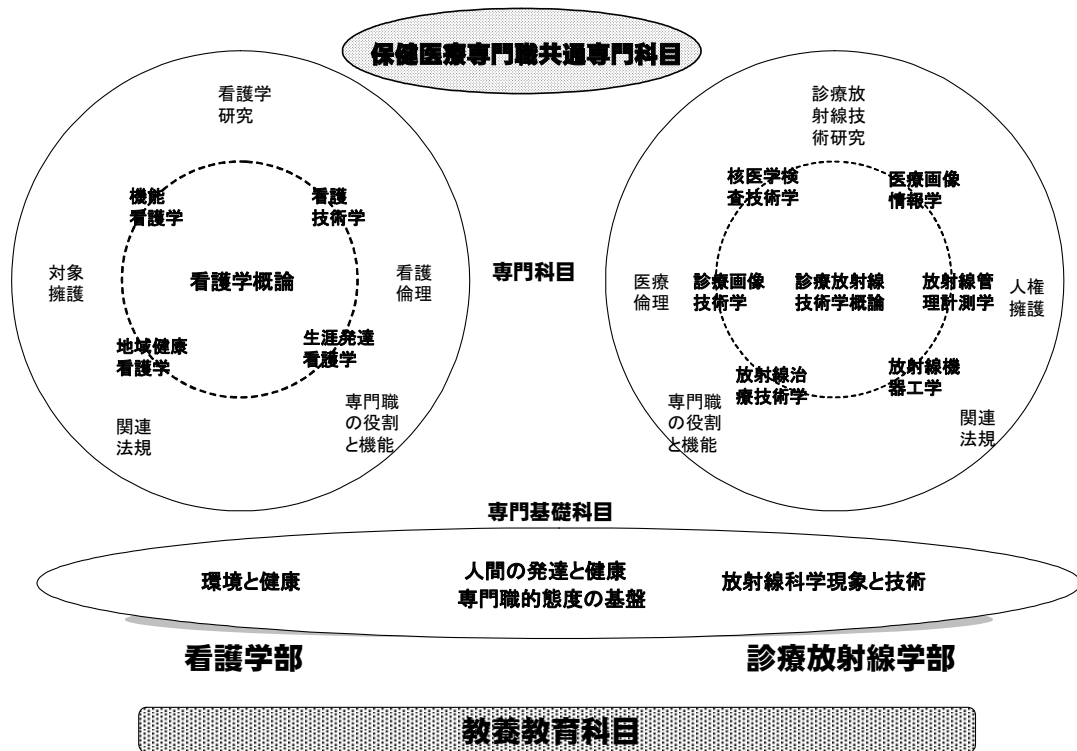 保健医療専門職共通専門科目
看護学
研究
機能
看護学
看護
技術学
対象
擁護
看護学概論
看護
倫理
地域健康
看護学
生涯発達
看護学
関連
法規
専門職
の役割
と機能
専門科目
診療放
射線技
術研究
核医学検
査技術学
医療画像
情報学
医療
倫理
診療画像
技術学
診療放射線
技術学概論
放射線管
理計測学
人権
擁護
放射線治
療技術学
放射線機
器工学
専門職
の役割
と機能
関連
法規
専門基礎科目
環境と健康
人間の発達と健康
専門職的態度の基盤
放射線科学現象と技術
看護学部
診療放射線学部
教養教育科目